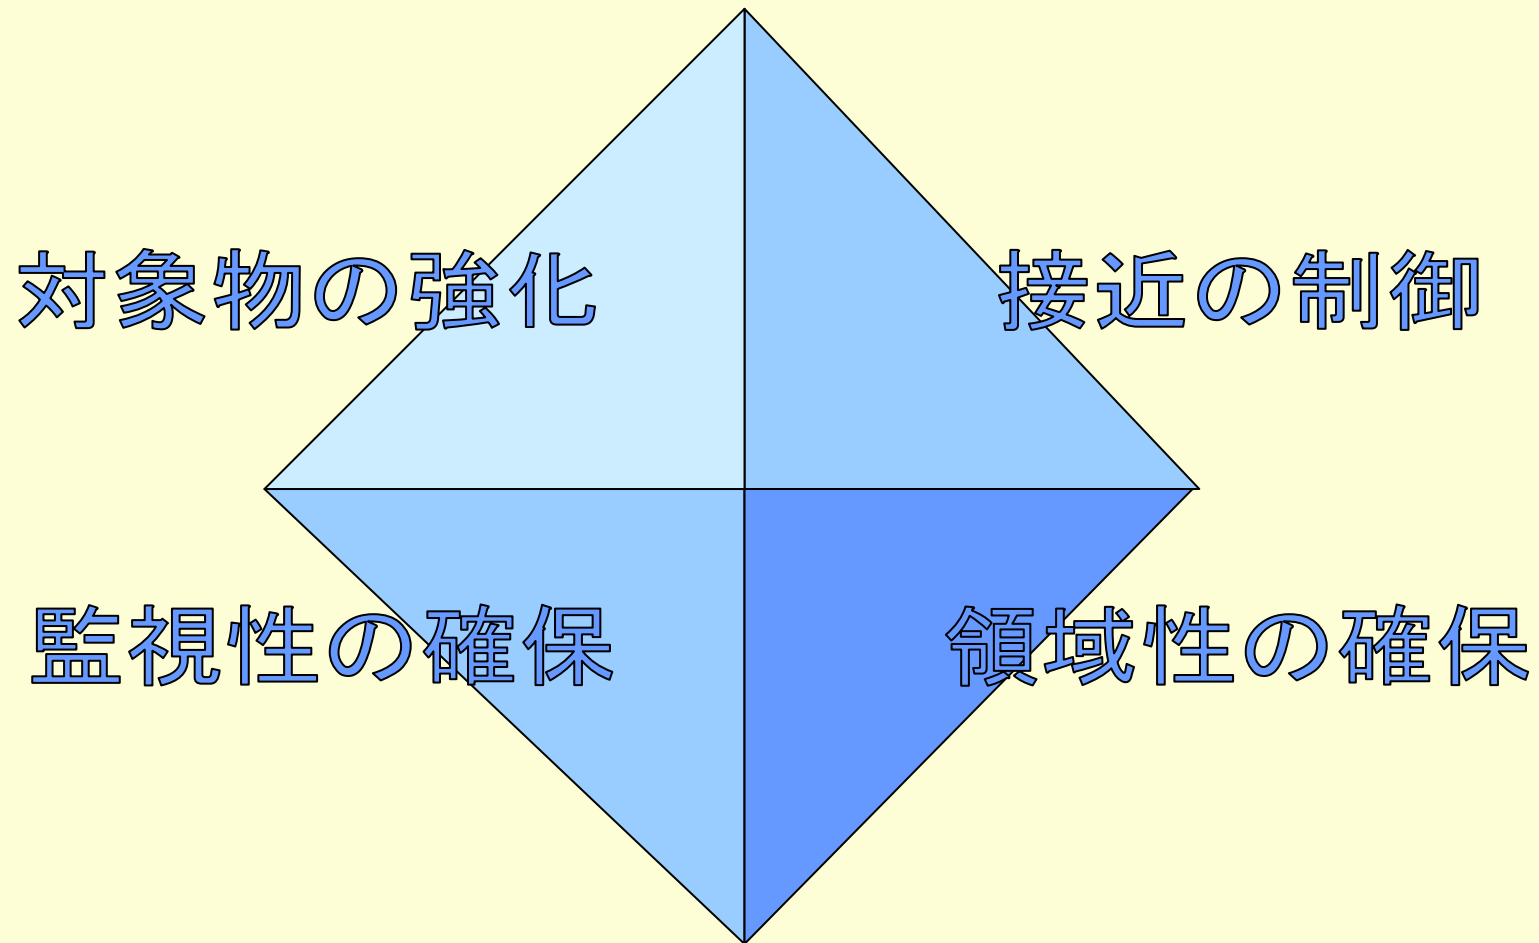 対象物の強化
接近の制御
監視性の確保
領域性の確保